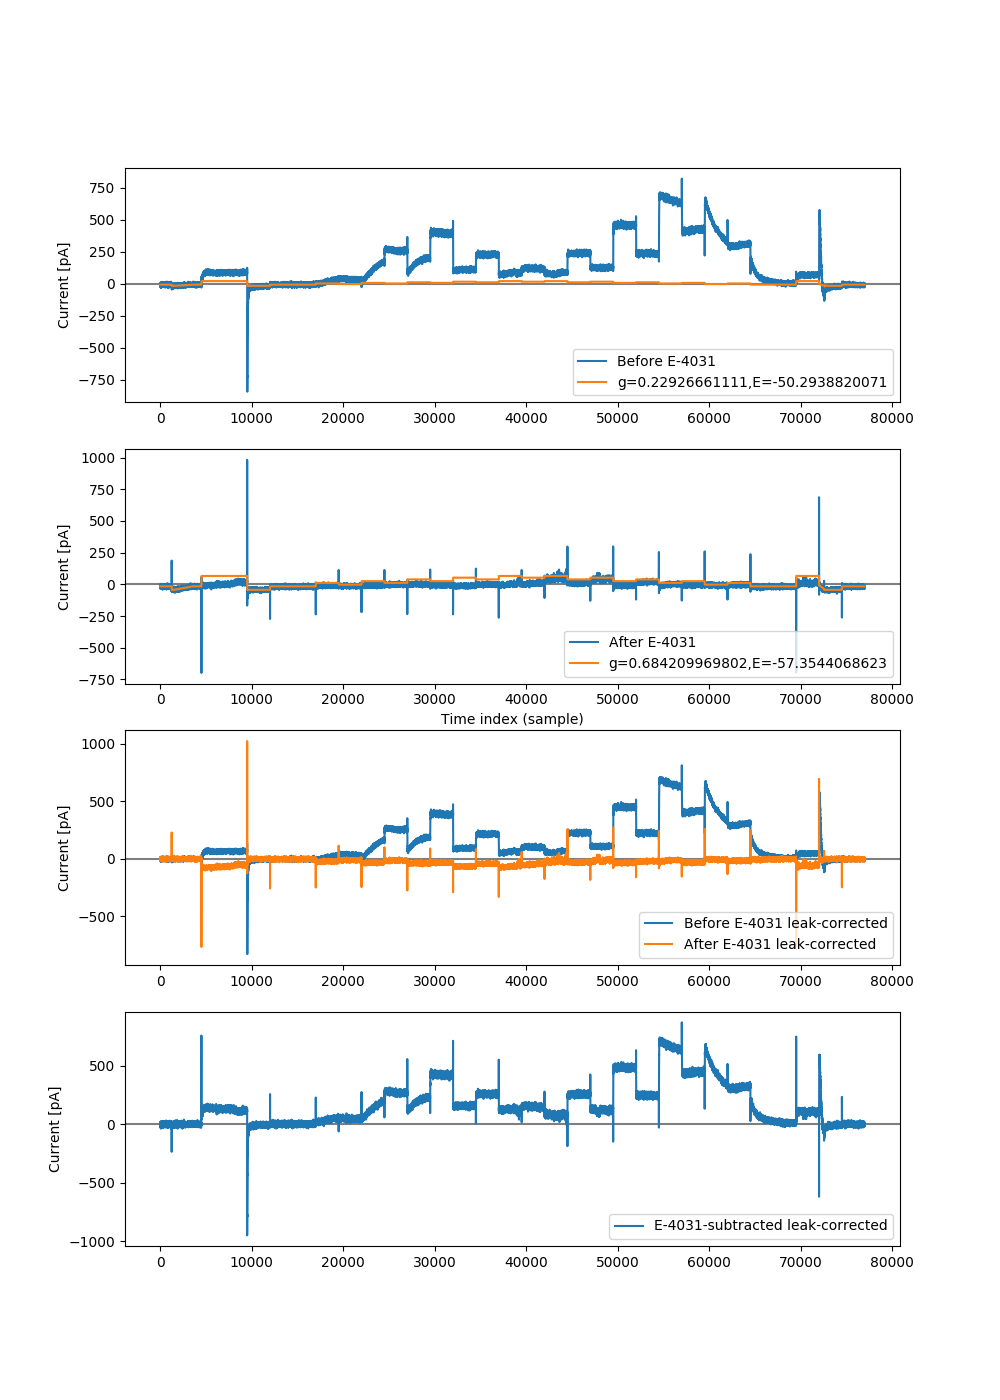 750
500
250
0
−250
−500
−750
Current [pA]
Before E-4031
g=0.22926661111,E=-50.2938820071
0 10000 20000 30000 40000 50000 60000 70000 80000
1000
750
500
250
0
−250
−500
−750
Current [pA]
After E-4031
g=0.684209969802,E=-57.3544068623
0 10000 20000 30000 40000 50000 60000 70000 80000
Time index (sample)
1000
500
0
−500
Current [pA]
Before E-4031 leak-corrected
After E-4031 leak-corrected
0 10000 20000 30000 40000 50000 60000 70000 80000
500
0
−500
−1000
Current [pA]
E-4031-subtracted leak-corrected
0 10000 20000 30000 40000 50000 60000 70000 80000